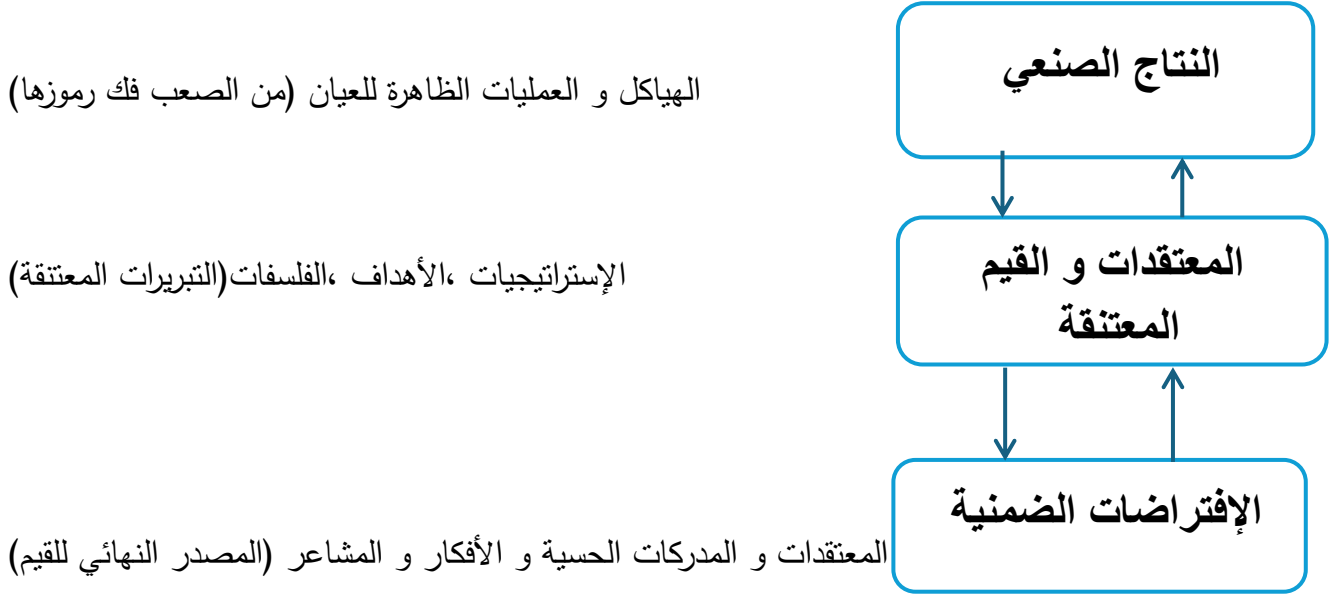 النتاج الصنعي
الهياكل و العمليات الظاهرة للعيان (من الصعب فك رموزها)
المعتقدات و القيم
المعتنقة
الإستراتيجيات ،الأهداف ،الفلسفات(التبريرات المعتنقة)
الإفتراضات الضمنية
المعتقدات و المدركات الحسية و الأفكار و المشاعر (المصدر النهائي للقيم)